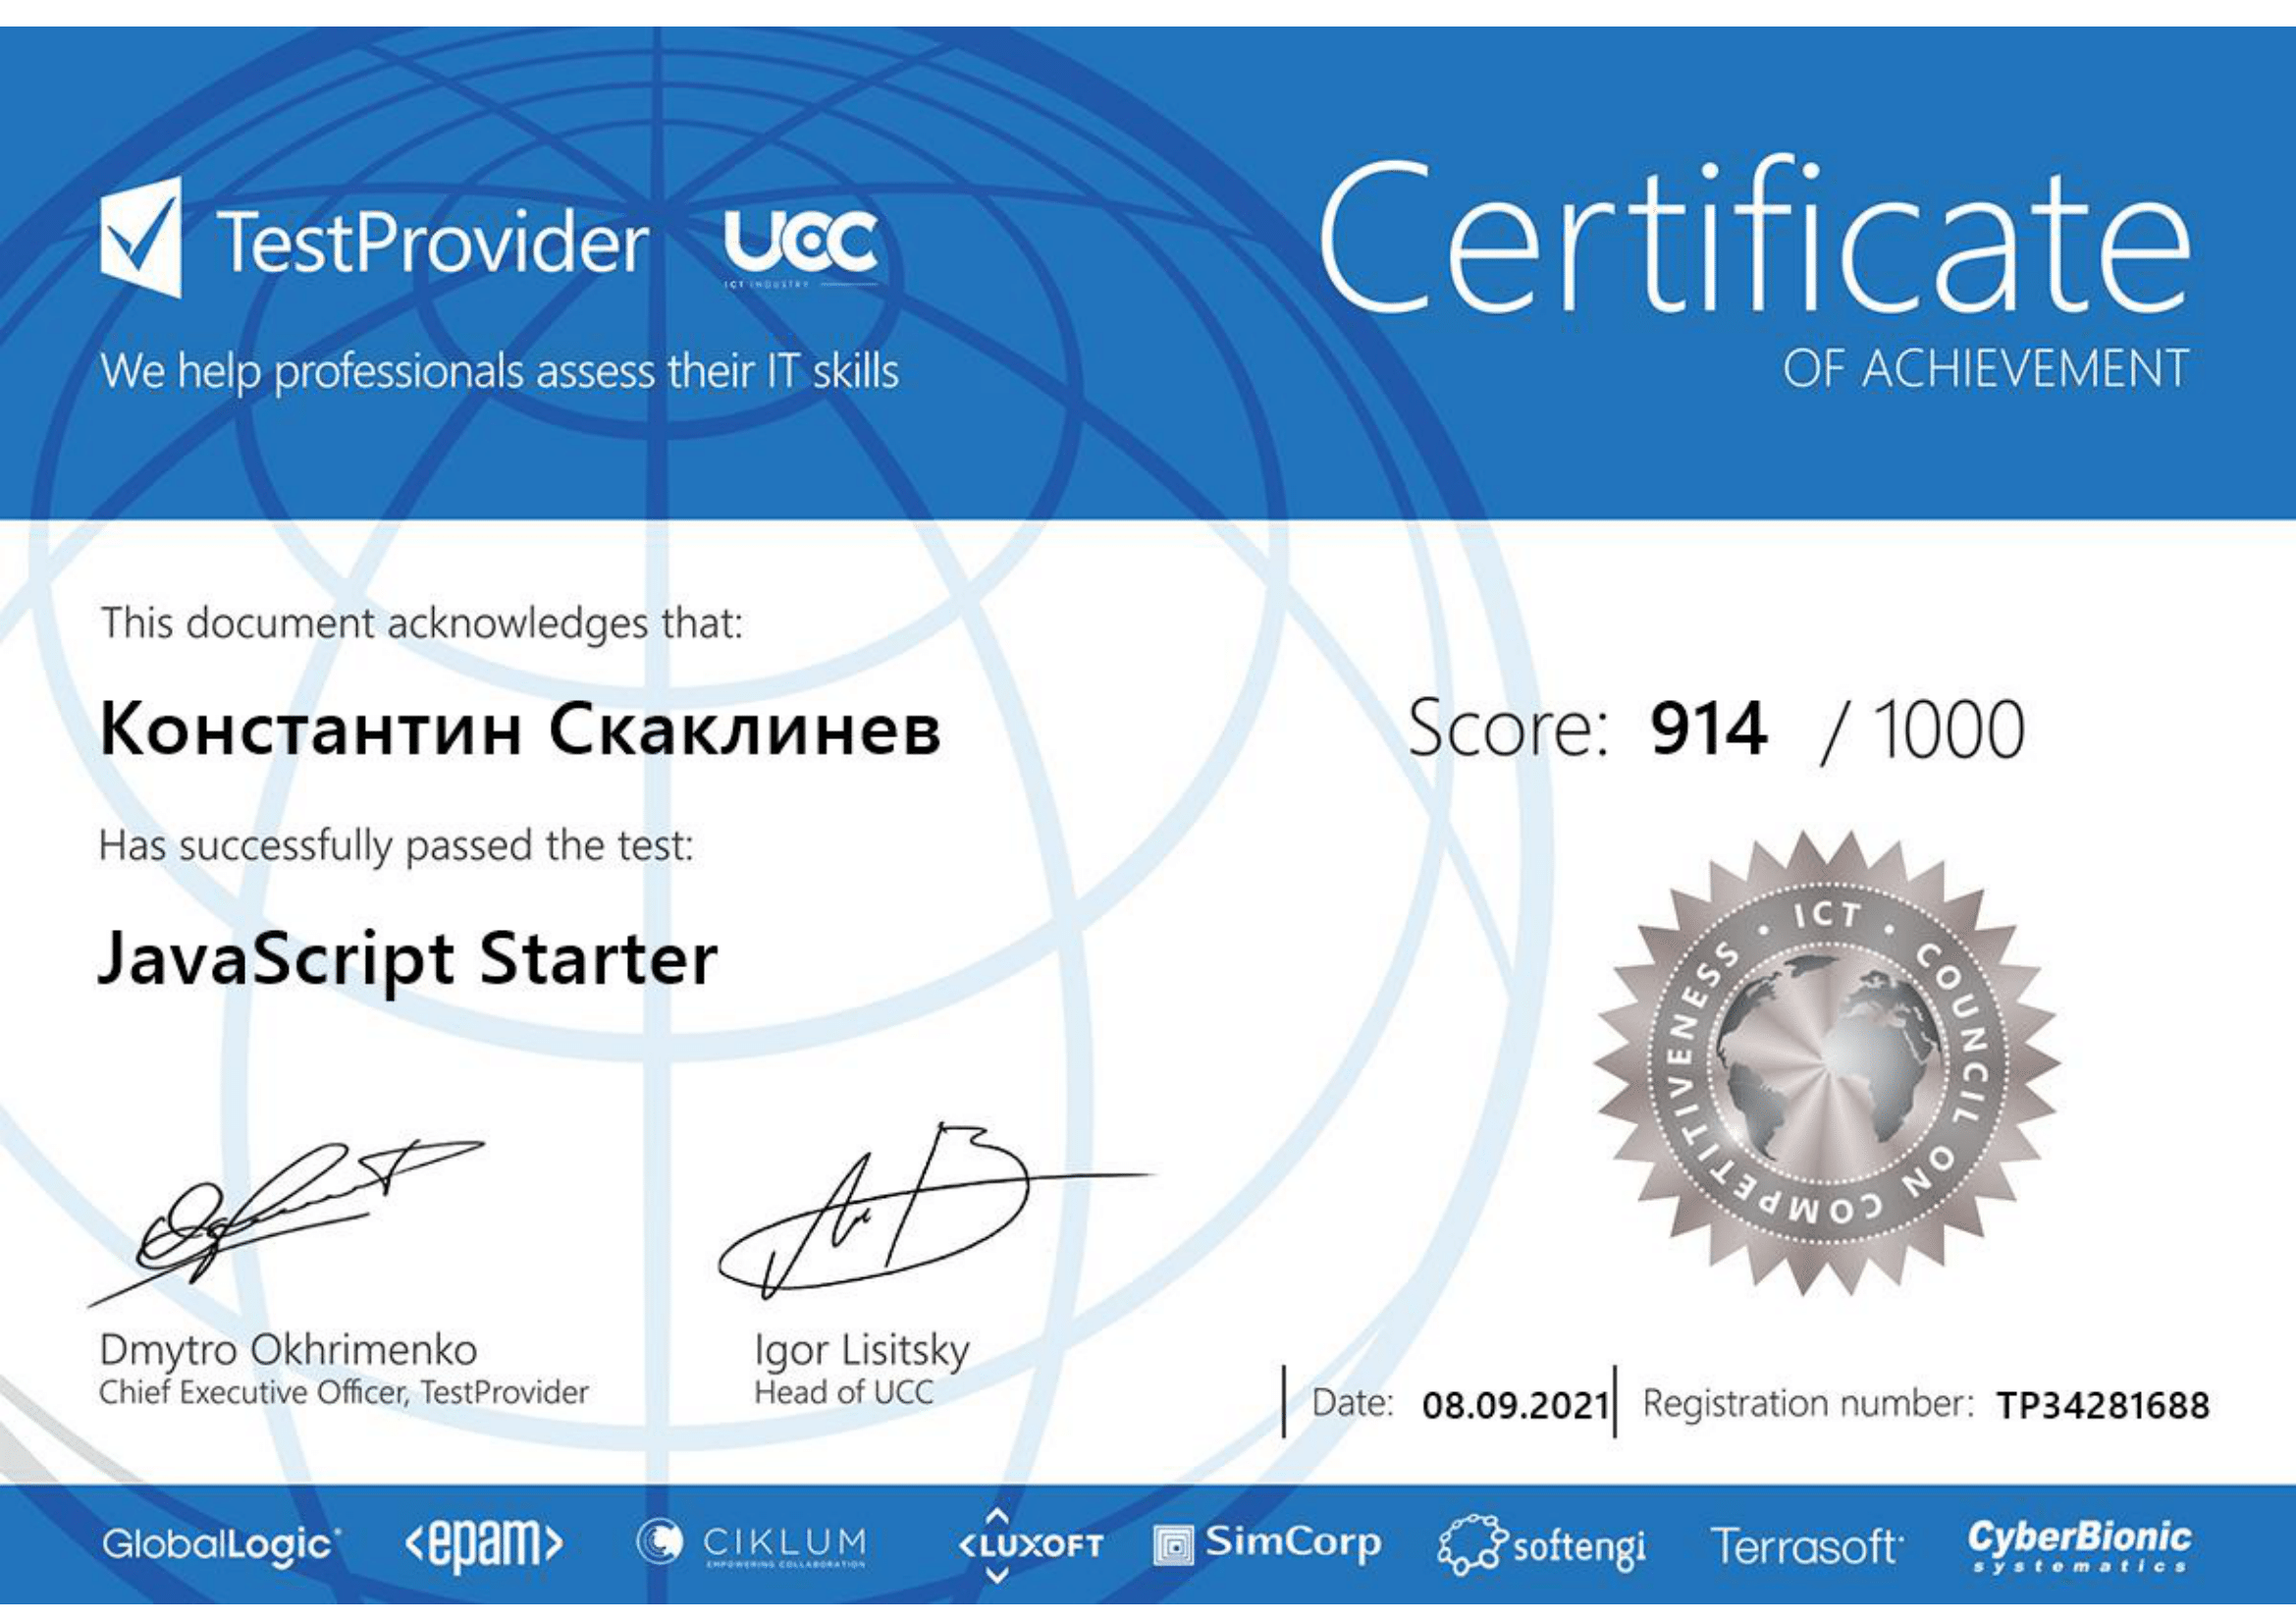 TestProvider
UCC
ICT INDUSTRY
We help professionals assess their IT skills
Certificate
OF ACHIEVEMENT
This document acknowledges that:
Константин Скаклинев
Score: 914 / 1000
Has successfully passed the test:
JavaScript Starter
ICT • COUNCIL ON COMPETITIVENESS •
Dmytro Okhrimenko
Chief Executive Officer, TestProvider
Igor Lisitsky
Head of UCC
Date: 08.09.2021
Registration number: TP34281688
GlobalLogic
<epam>
CIKLUM
EMPOWERING COLLABORATION
<LUXOFT
SimCorp
softengi
Terrasoft
CyberBionic
systematics